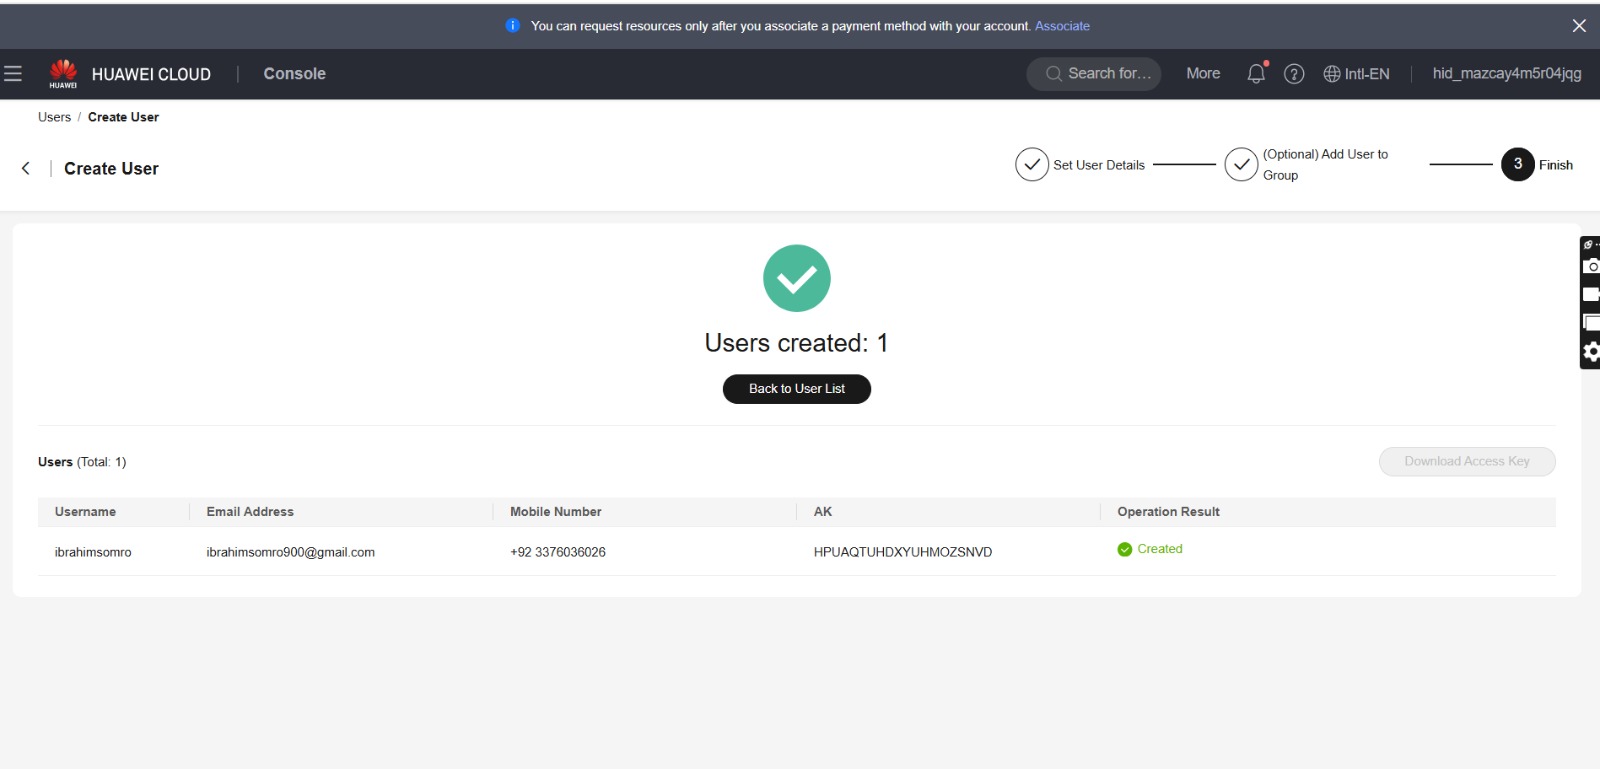 You can request resources only after you associate a payment method with your account. Associate
HUAWEI
HUAWEI CLOUD
Console
Search for...
More
Intl-EN
hid_mazcay4m5r04jqg
Users / Create User
Create User
Set User Details
(Optional) Add User to
Group
3
Finish
Users created: 1
Back to User List
Users (Total: 1)
Download Access Key
Username Email Address Mobile Number AK Operation Result
ibrahimsomro ibrahimsomro900@gmail.com +92 3376036026 HPUAQTUHDXYUHMOZSNVD Created